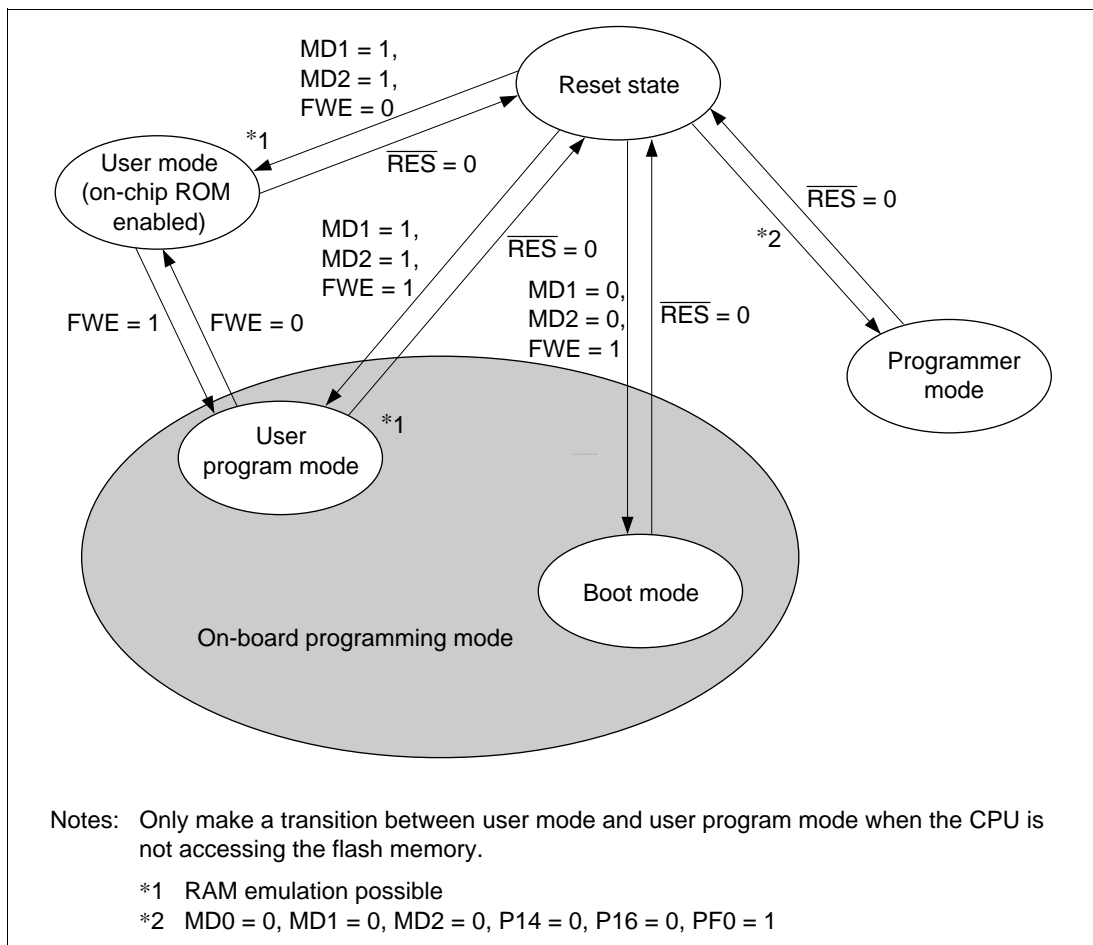 MD1 = 1,
MD2 = 1,
FWE = 0
Reset state
*1
User mode
(on-chip ROM
enabled)
RES = 0
MD1 = 1,
MD2 = 1,
FWE = 1
RES = 0
*2
RES = 0
FWE = 1
FWE = 0
MD1 = 0,
MD2 = 0,
FWE = 1
RES = 0
Programmer
mode
User
program mode
*1
Boot mode
On-board programming mode
Notes: Only make a transition between user mode and user program mode when the CPU is
not accessing the flash memory.
*1 RAM emulation possible
*2 MD0 = 0, MD1 = 0, MD2 = 0, P14 = 0, P16 = 0, PF0 = 1